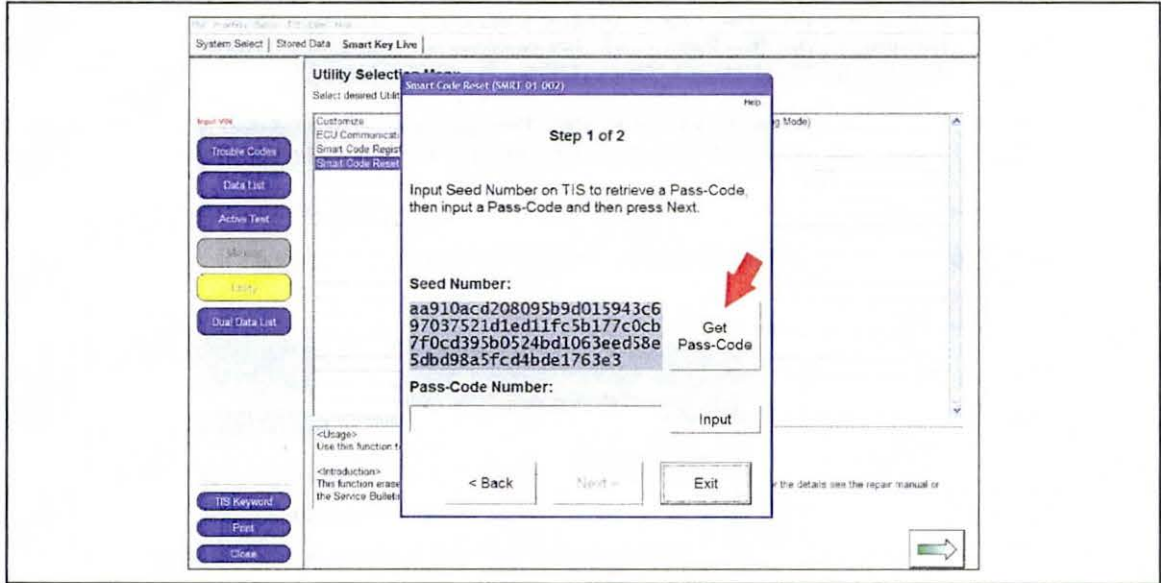 System Select | Stored Data Smart Key Live
Utility Selection Menu
Select desired Utilit
Smart Code Reset (SMRT-01-002)
Help
Input VIN
Trouble Codes
Data List
Active Test
Utility
Dual Data List
TIS Keyword
Print
Close
Customize
ECU Communicati
Smart Code Regist
Smart Code Reset
g Mode)
Step 1 of 2
Input Seed Number on TIS to retrieve a Pass-Code,
then input a Pass-Code and then press Next.
Seed Number:
aa910acd208095b9d015943c6
97037521d1ed11fc5b177c0cb
7f0cd395b0524bd1063eed58e
5dbd98a5fcd4bde1763e3
Get
Pass-Code
Pass-Code Number:
Input
< Back
Next >
Exit
<Usage>
Use this function t
<Introduction>
This function erase
r the details see the repair manual or
the Service Bulleti